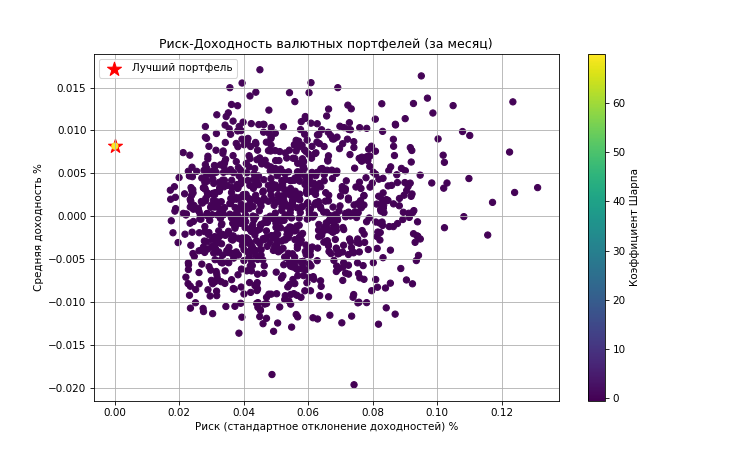 Риск-Доходность валютных портфелей (за месяц)
Лучший портфель
Средняя доходность %
0.015
0.010
0.005
0.000
−0.005
−0.010
−0.015
−0.020
0.00 0.02 0.04 0.06 0.08 0.10 0.12
Риск (стандартное отклонение доходностей) %
60
50
40
30
20
10
0
Коэффициент Шарпа